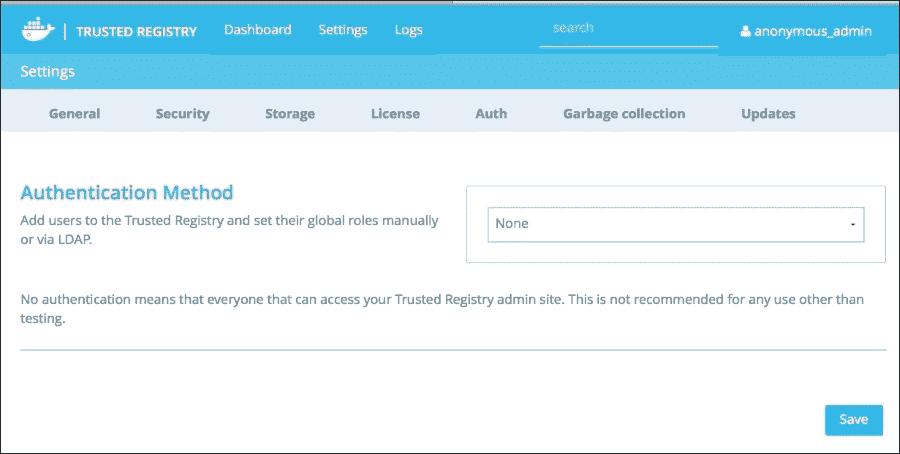 TRUSTED REGISTRY Dashboard Settings Logs search anonymous_admin
Settings
General Security Storage License Auth Garbage collection Updates
Authentication Method
Add users to the Trusted Registry and set their global roles manually
or via LDAP.
None
No authentication means that everyone that can access your Trusted Registry admin site. This is not recommended for any use other than
testing.
Save